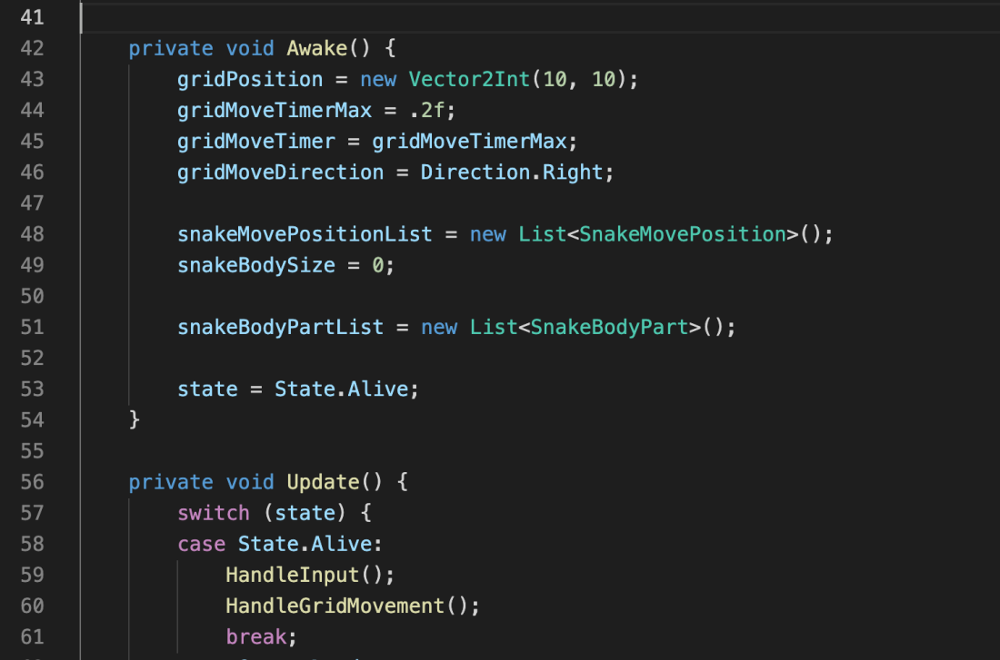 41
42 private void Awake() {
43 gridPosition = new Vector2Int(10, 10);
44 gridMoveTimerMax = .2f;
45 gridMoveTimer = gridMoveTimerMax;
46 gridMoveDirection = Direction.Right;
47
48 snakeMovePositionList = new List<SnakeMovePosition>();
49 snakeBodySize = 0;
50
51 snakeBodyPartList = new List<SnakeBodyPart>();
52
53 state = State.Alive;
54 }
55
56 private void Update() {
57 switch (state) {
58 case State.Alive:
59 HandleInput();
60 HandleGridMovement();
61 break;